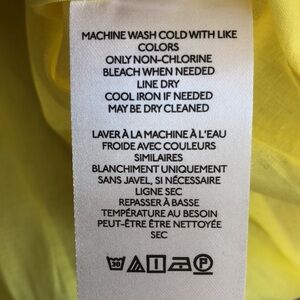 MACHINE WASH COLD WITH LIKE
COLORS
ONLY NON-CHLORINE
BLEACH WHEN NEEDED
LINE DRY
COOL IRON IF NEEDED
MAY BE DRY CLEANED
LAVER À LA MACHINE À L'EAU
FROIDE AVEC COULEURS
SIMILAIRES
BLANCHIMENT UNIQUEMENT
SANS JAVEL, SI NÉCESSAIRE
LIGNE SEC
REPASSER À BASSE
TEMPÉRATURE AU BESOIN
PEUT-ÊTRE ÊTRE NETTOYÉE
SEC
30 P